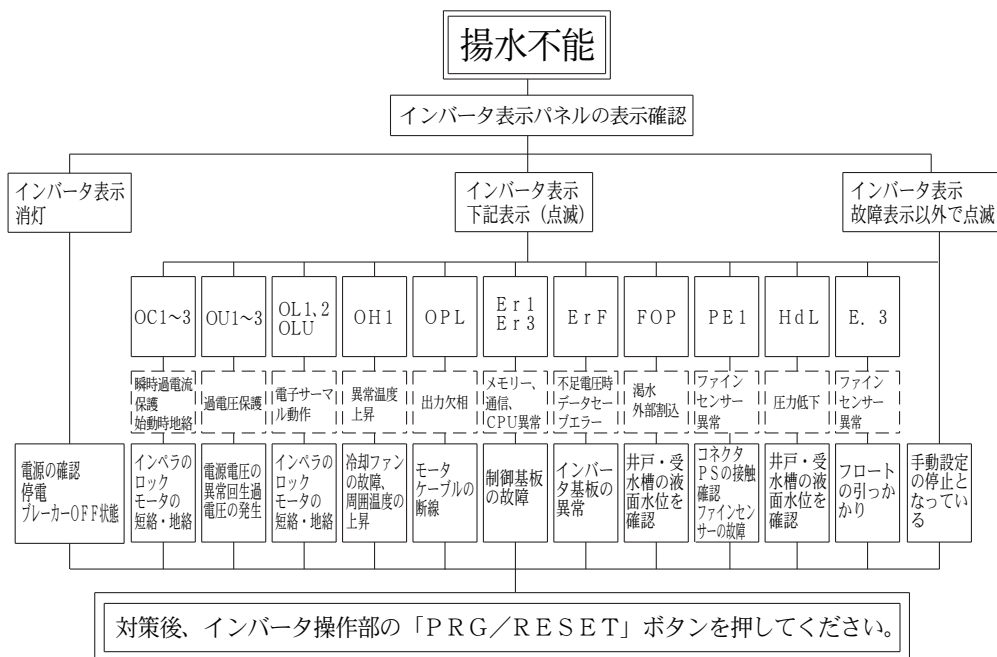 揚水不能
インバータ表示パネルの表示確認
インバータ表示
消灯
インバータ表示
下記表示（点滅）
インバータ表示
故障表示以外で点滅
OC1~3
OU1~3
OL1,2
OLU
OH1
OPL
Er1
Er3
ErF
FOP
PE1
HdL
E. 3
瞬時過電流
保護
始動時地絡
過電圧保護
電子サーマ
ル動作
異常温度
上昇
出力欠相
メモリー、
通信、
CPU異常
不足電圧時
データセー
ブエラー
渇水
外部割込
ファイン
センサー
異常
圧力低下
ファイン
センサー
異常
電源の確認
停電
ブレーカーOFF状態
インペラの
ロック
モータの
短絡・地絡
電源電圧の
異常回生過
電圧の発生
インペラの
ロック
モータの
短絡・地絡
冷却ファン
の故障、
周囲温度の
上昇
モータ
ケーブルの
断線
制御基板
の故障
インバー
タ基板の
異常
井戸・受
水槽の液
面水位を
確認
コネクタ
PSの接触
確認
ファインセン
サーの故障
井戸・受
水槽の液
面水位を
確認
フロート
の引っか
かり
手動設定
の停止と
なってい
る
対策後、インバータ操作部の「PRG／RESET」ボタンを押してください。